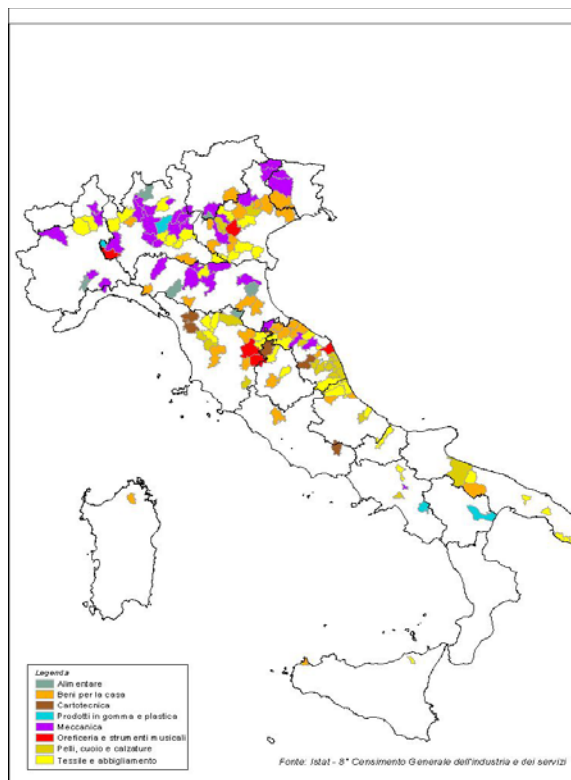 Legenda
Alimentare
Beni per la casa
Cartotecnica
Prodotti in gomma e plastica
Meccanica
Oreficeria e strumenti musicali
Pelli, cuoio e calzature
Tessile e abbigliamento
Fonte: Istat - 8° Censimento Generale dell'industria e dei servizi